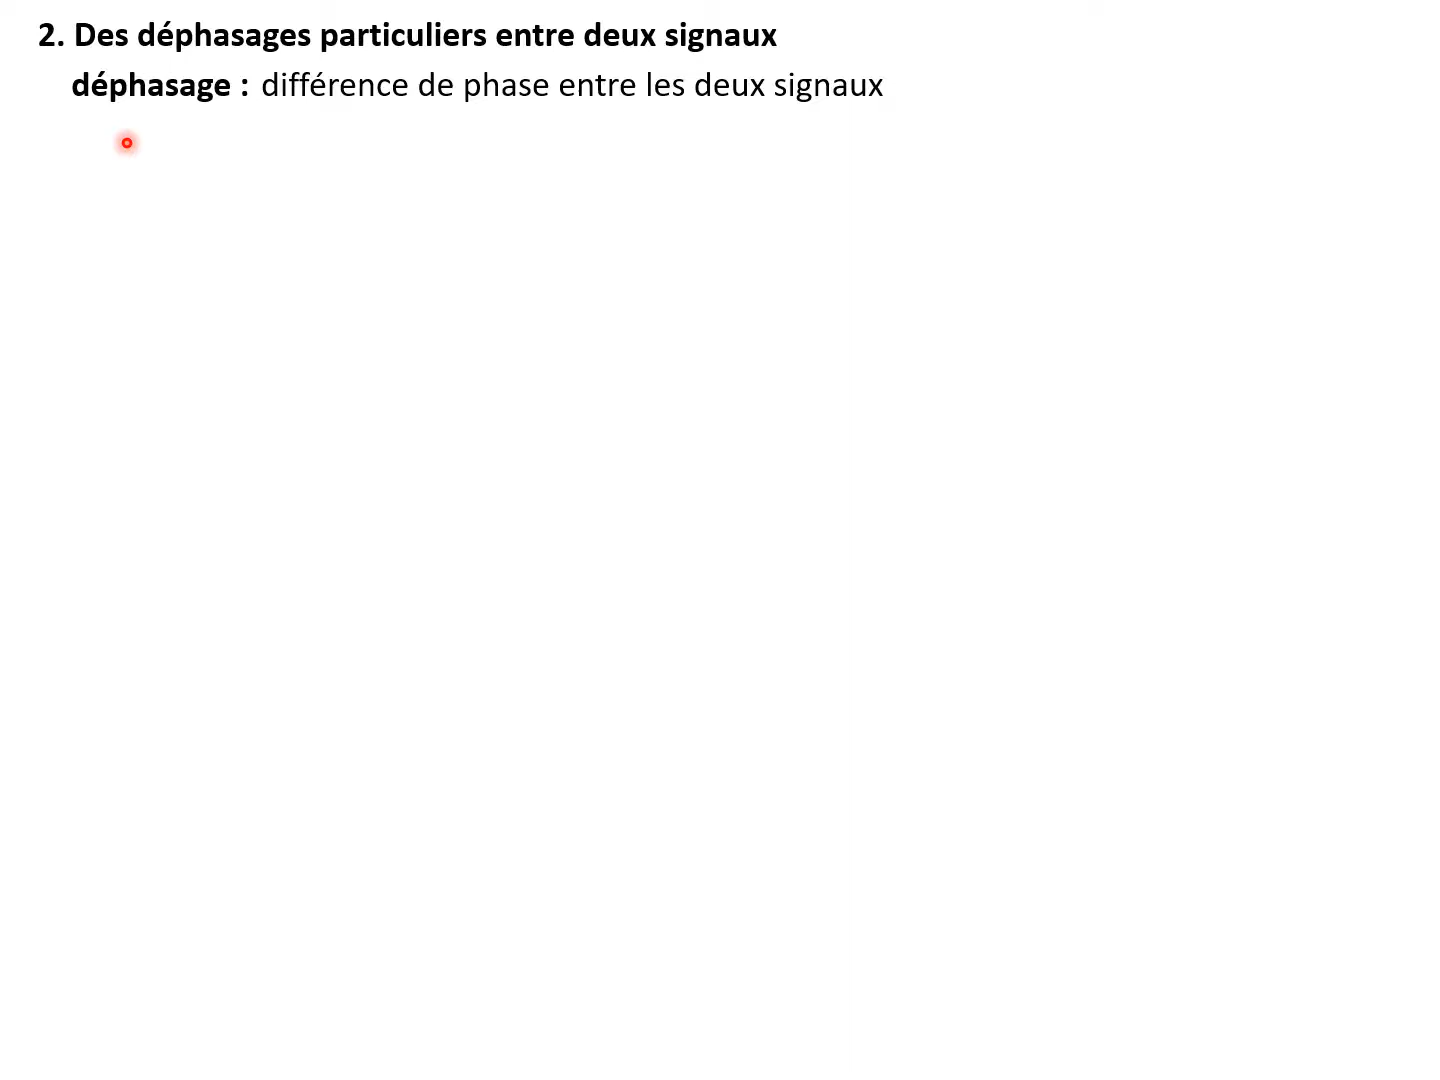 2. Des déphasages particuliers entre deux signaux
déphasage : différence de phase entre les deux signaux